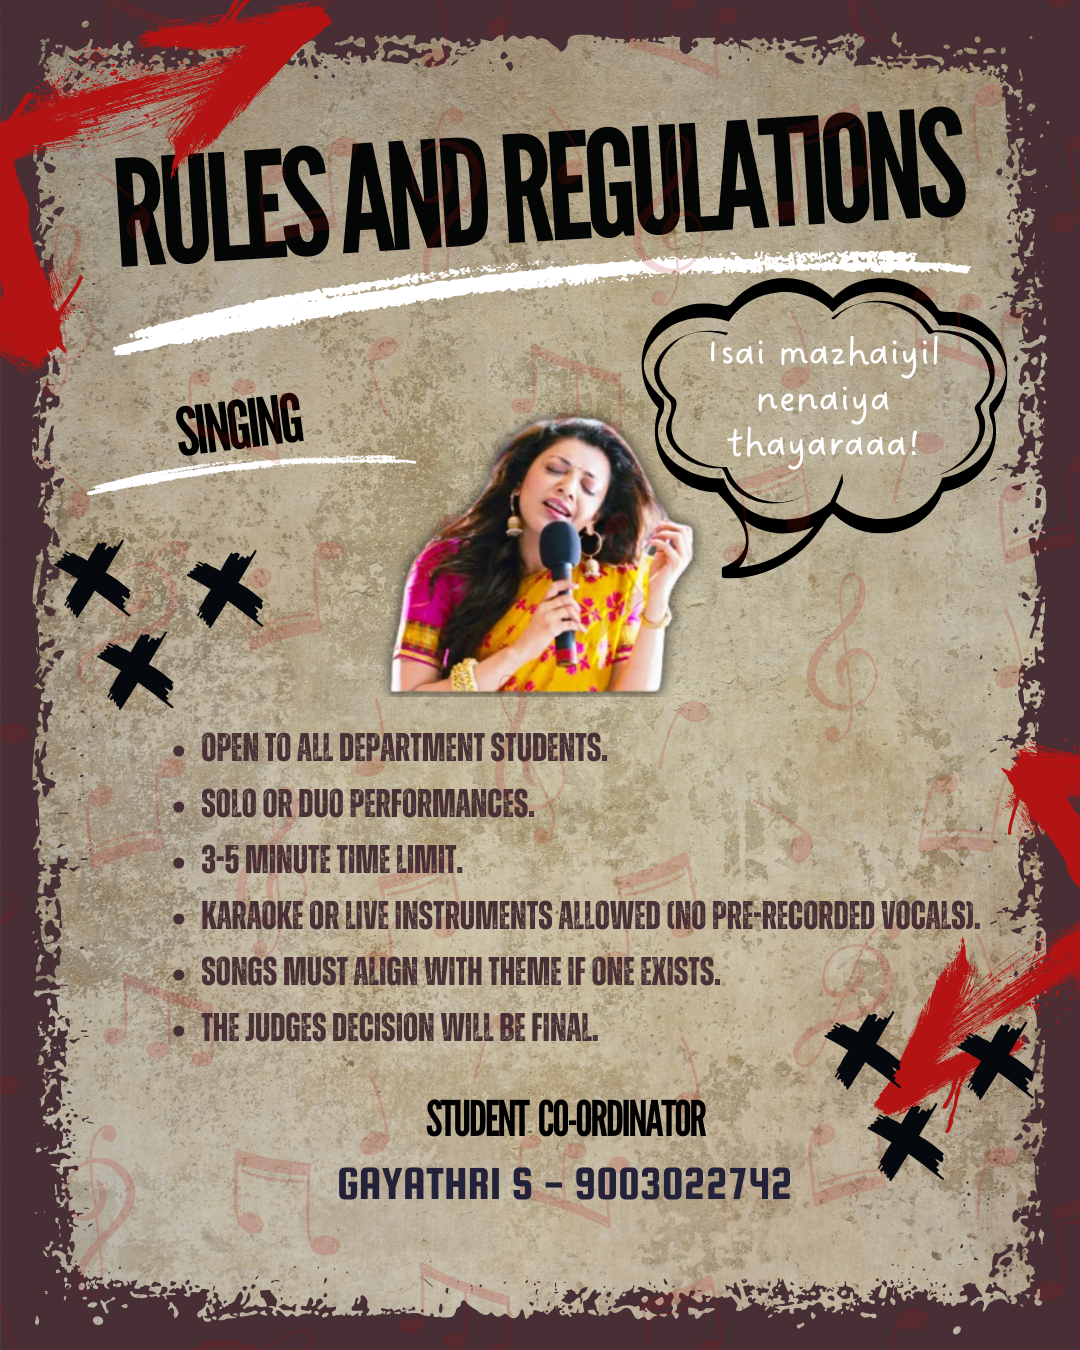 RULES AND REGULATIONS
Isai mazhaiyil
nenaiya
thayaraaa!
SINGING
• OPEN TO ALL DEPARTMENT STUDENTS.
• SOLO OR DUO PERFORMANCES.
• 3-5 MINUTE TIME LIMIT.
• KARAOKE OR LIVE INSTRUMENTS ALLOWED (NO PRE-RECORDED VOCALS).
• SONGS MUST ALIGN WITH THEME IF ONE EXISTS.
• THE JUDGES DECISION WILL BE FINAL.
STUDENT CO-ORDINATOR
GAYATHRI S - 9003022742